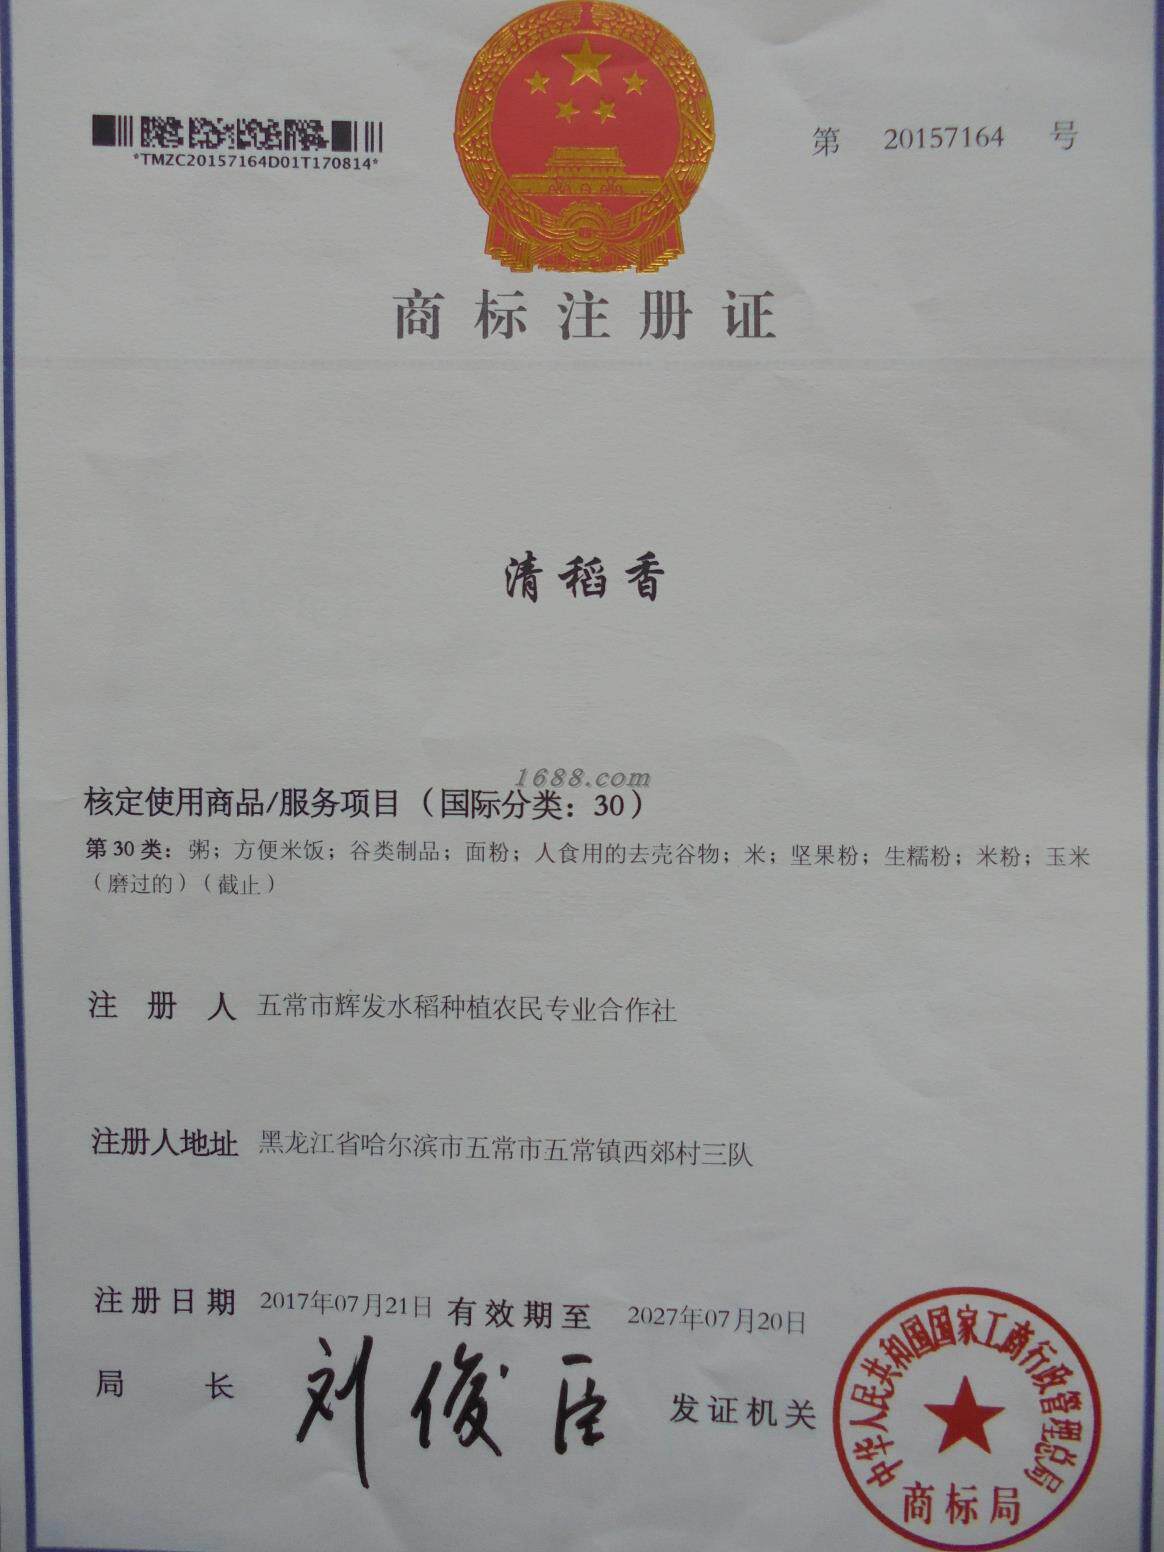 *TMZC20157164D01T170814*
第 20157164 号
商标注册证
清稻香
1688.com
核定使用商品/服务项目（国际分类：30）
第30类：粥；方便米饭；谷类制品；面粉；人食用的去壳谷物；米；坚果粉；生糯粉；米粉；玉米
（磨过的）（截止）
注册人 五常市辉发水稻种植农民专业合作社
注册人地址 黑龙江省哈尔滨市五常市五常镇西郊村三队
注册日期 2017年07月21日 有效期至 2027年07月20日
局长 刘俊臣 发证机关
中华人民共和国国家工商行政管理总局
商标局